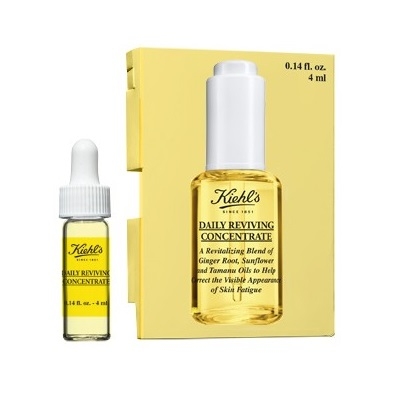 0.14 fl. oz.
4 ml
Kiehl's
SINCE 1851
DAILY REVIVING
CONCENTRATE
A Revitalizing Blend of
Ginger Root, Sunflower
and Tamanu Oils to Help
Correct the Visible Appearance
of Skin Fatigue
Kiehl's
SINCE 1851
DAILY REVIVING
CONCENTRATE
0.14 fl. oz. - 4 ml